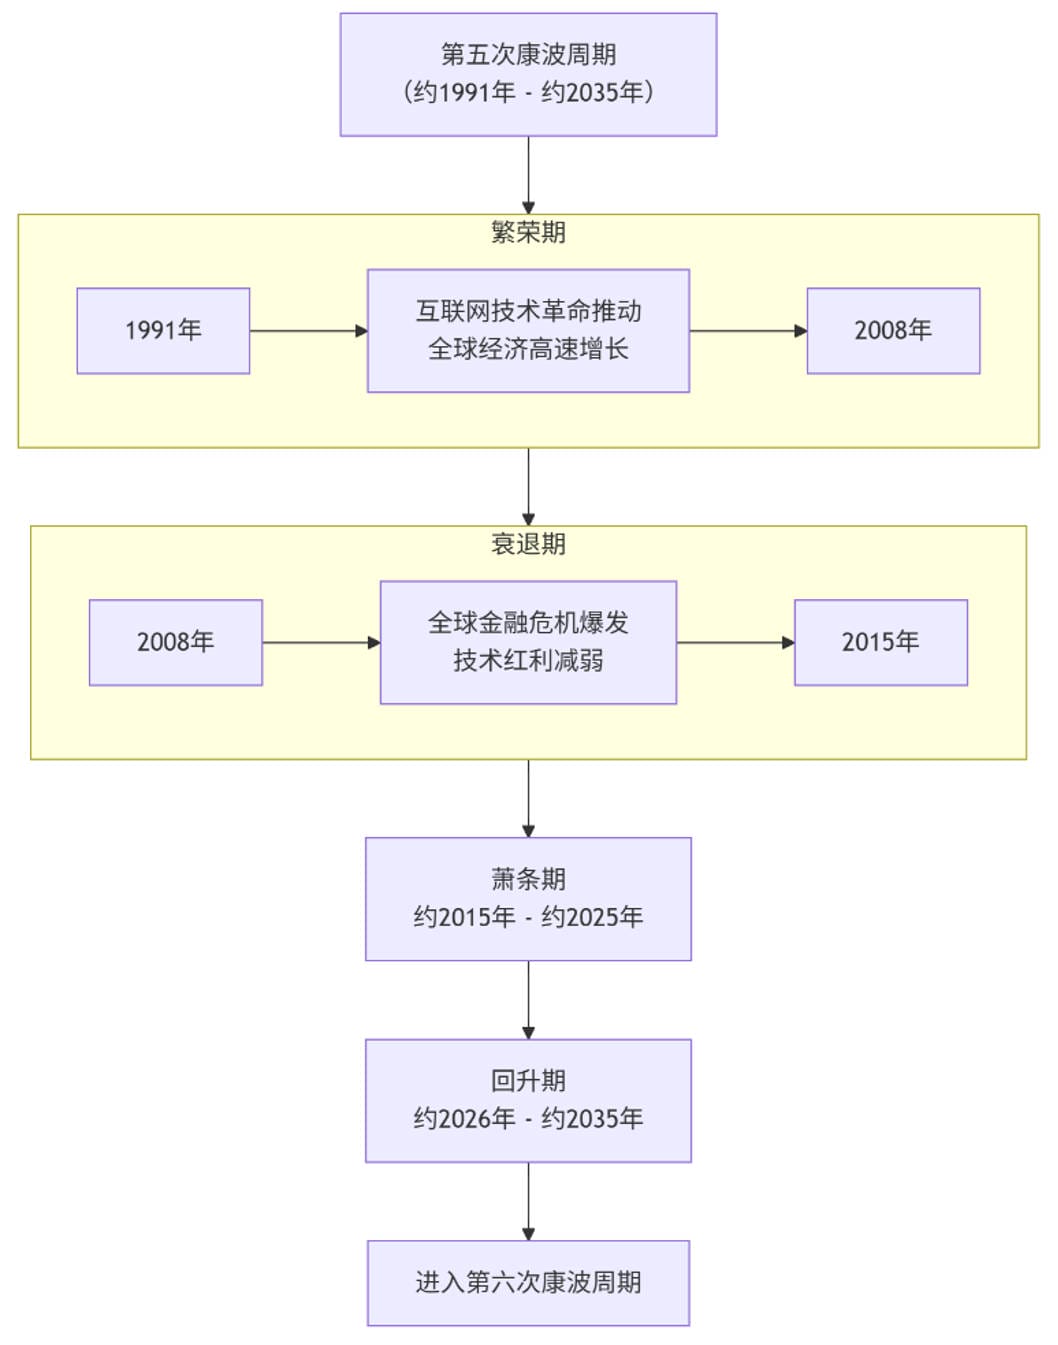 第五次康波周期
（约1991年 - 约2035年）
繁荣期
1991年
互联网技术革命推动
全球经济高速增长
2008年
衰退期
2008年
全球金融危机爆发
技术红利减弱
2015年
萧条期
约2015年 - 约2025年
回升期
约2026年 - 约2035年
进入第六次康波周期